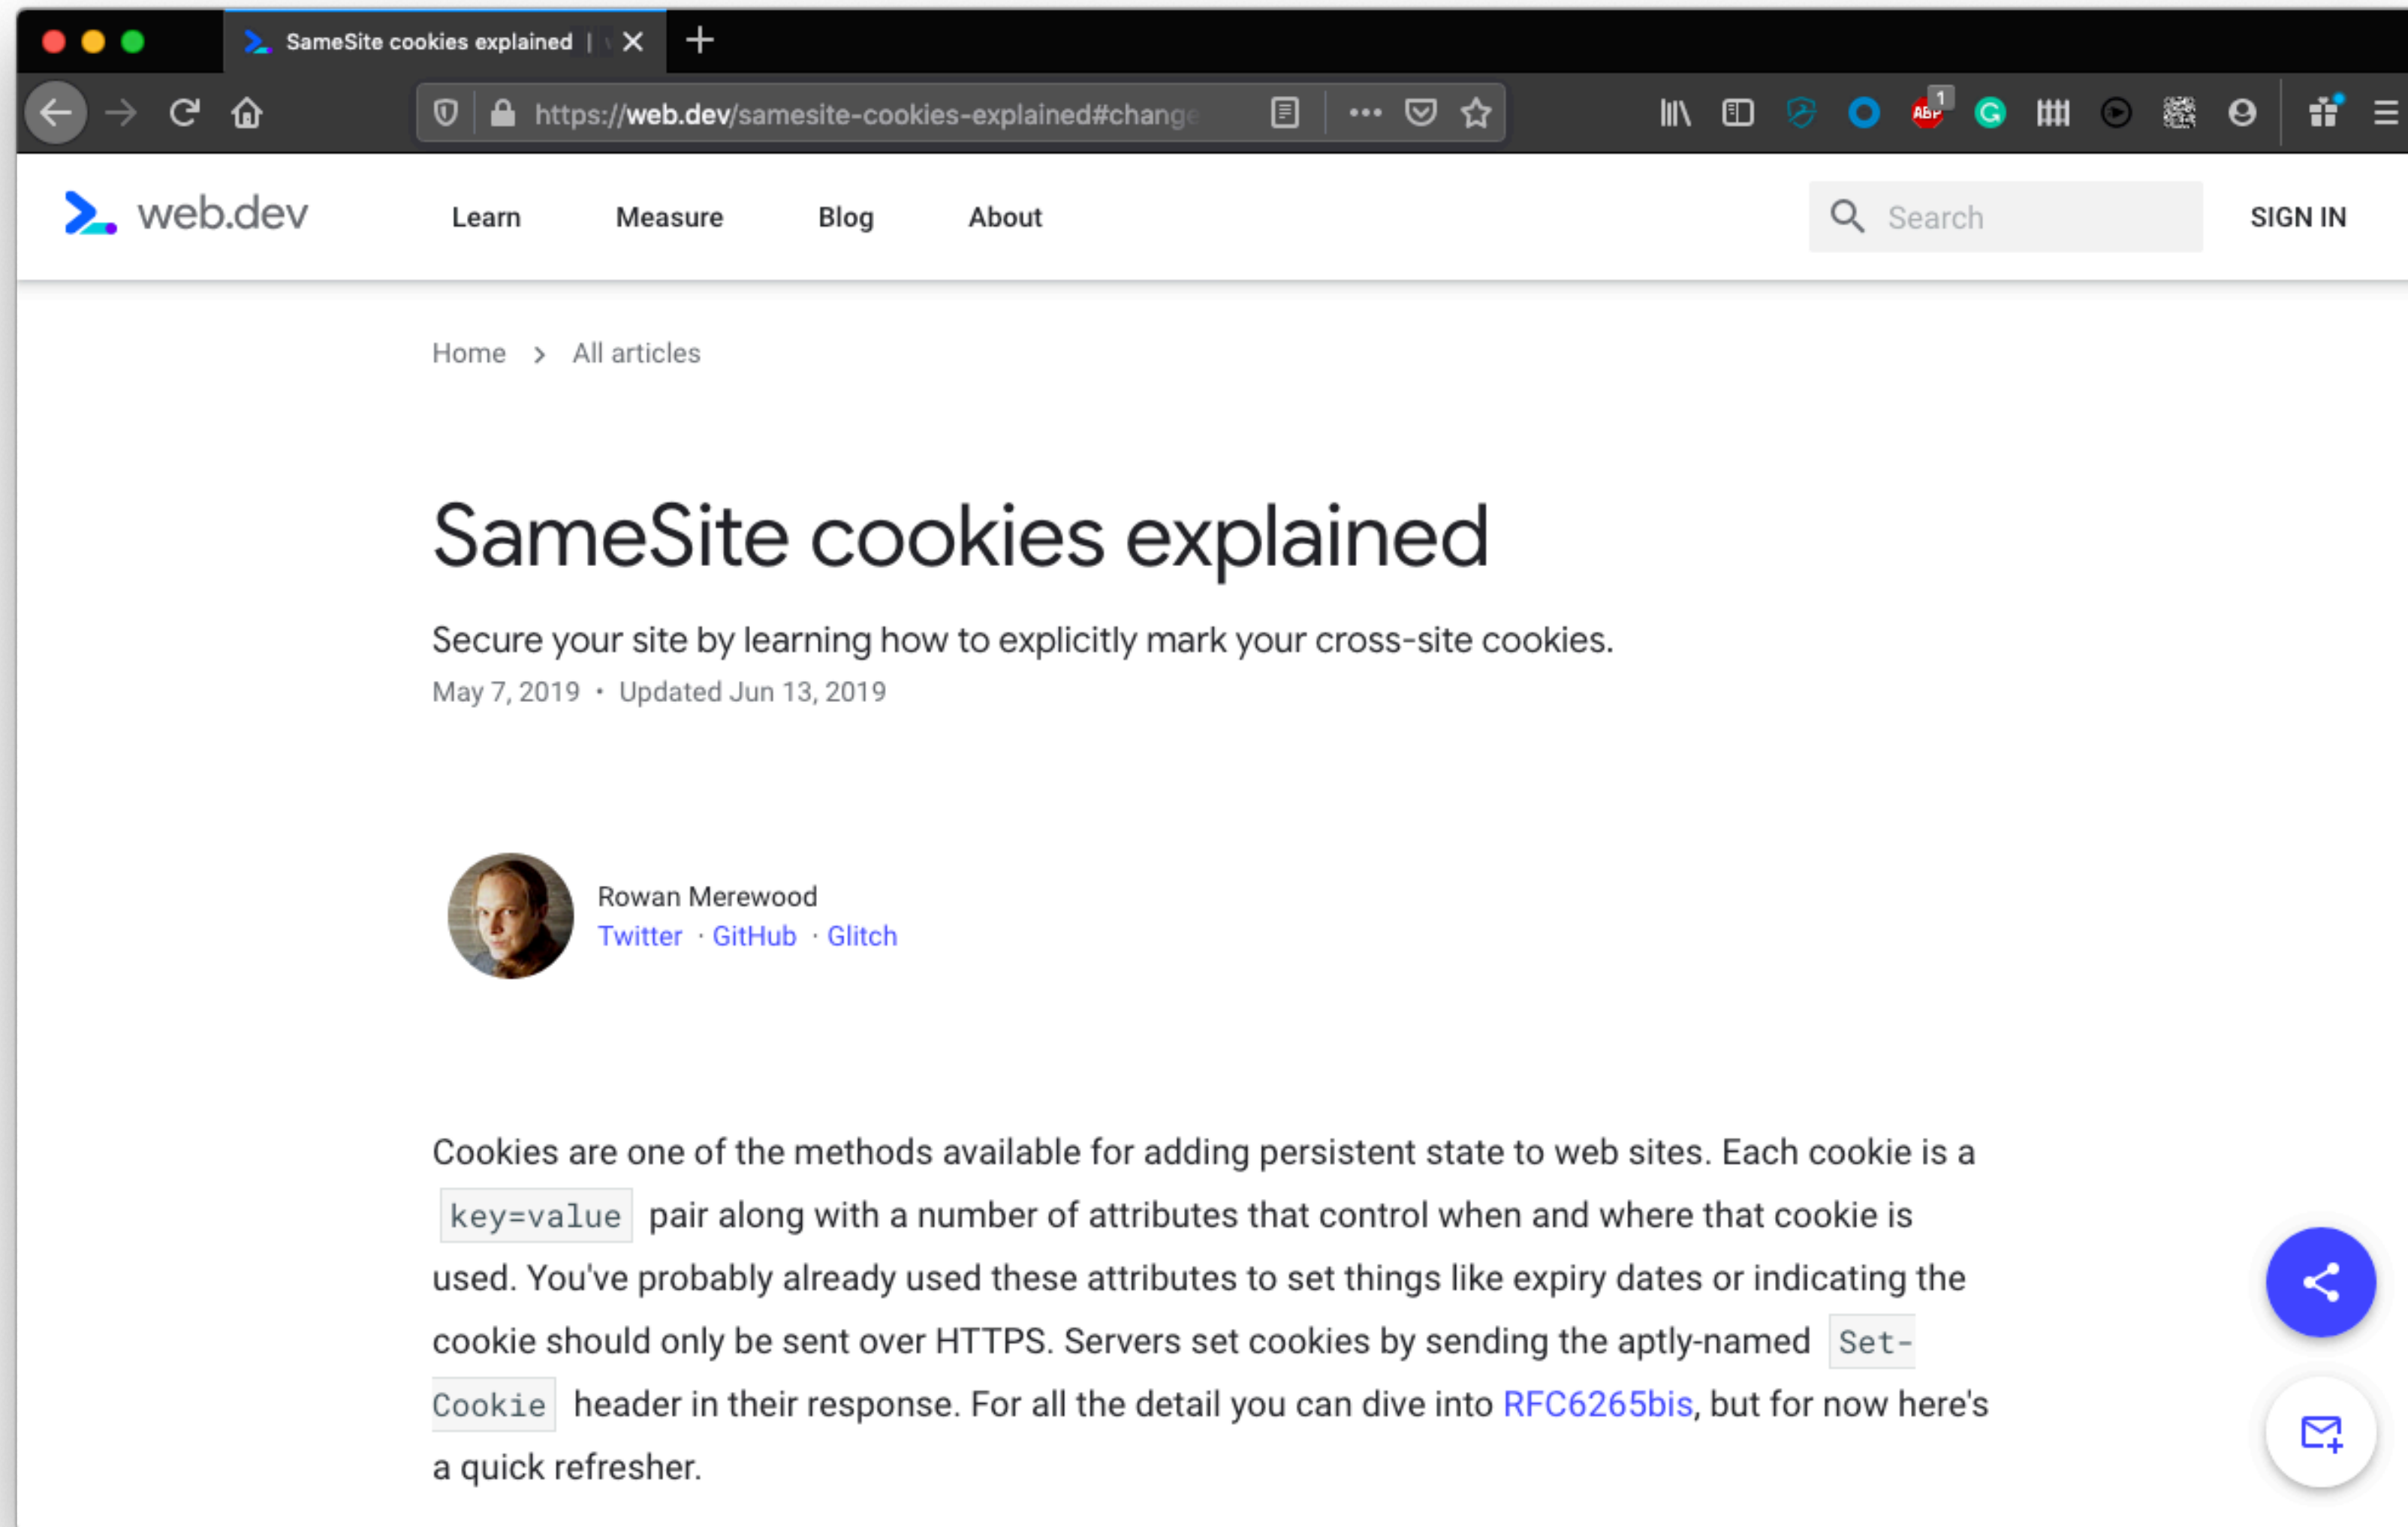 SameSite cookies explained |
https://web.dev/samesite-cookies-explained#change
ABP
1
web.dev
Learn
Measure
Blog
About
Search
SIGN IN
Home > All articles
SameSite cookies explained
Secure your site by learning how to explicitly mark your cross-site cookies.
May 7, 2019 • Updated Jun 13, 2019
Rowan Merewood
Twitter · GitHub · Glitch
Cookies are one of the methods available for adding persistent state to web sites. Each cookie is a
key=value pair along with a number of attributes that control when and where that cookie is
used. You've probably already used these attributes to set things like expiry dates or indicating the
cookie should only be sent over HTTPS. Servers set cookies by sending the aptly-named Set-
Cookie header in their response. For all the detail you can dive into RFC6265bis, but for now here's
a quick refresher.